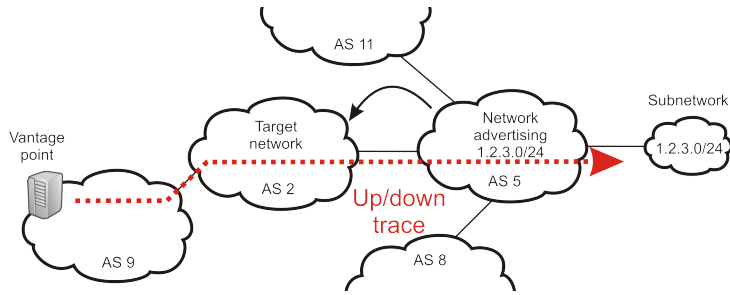 AS 11
Subnetwork
Network
advertising
1.2.3.0/24
Target
network
Vantage
point
1.2.3.0/24
AS 2
AS 5
Up/down
trace
AS 9
AS 8